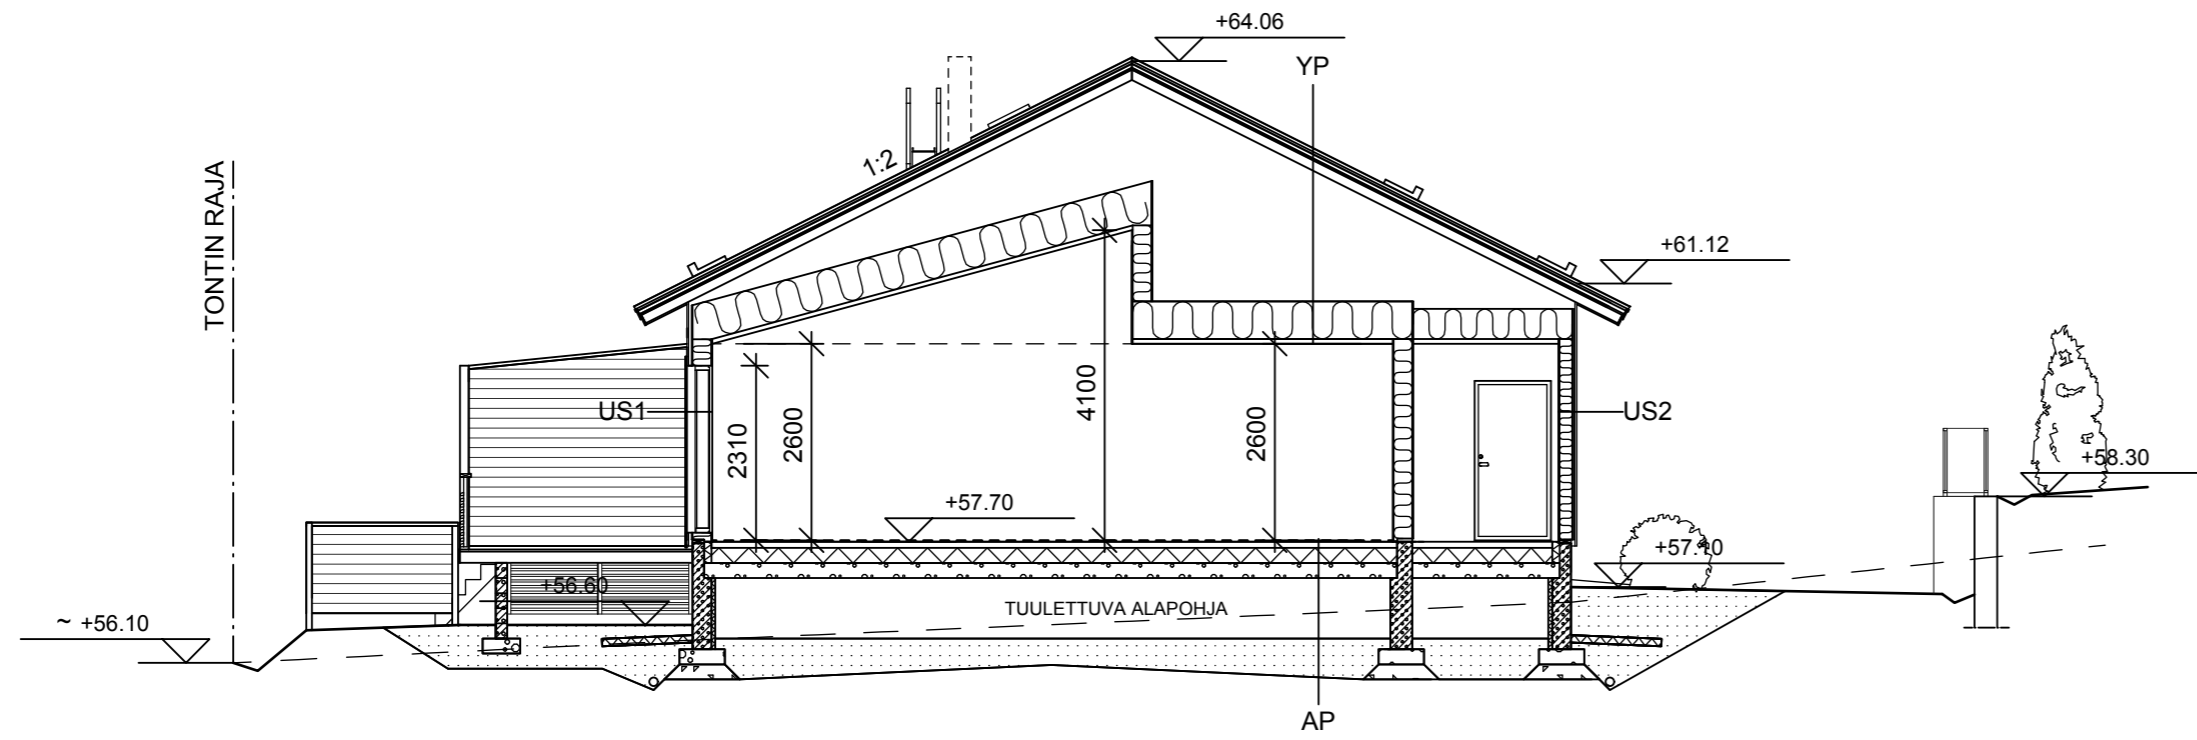 +64.06
YP
1:2
TONTIN RAJA
+61.12
US1
2310
2600
4100
2600
US2
+58.30
+57.70
+57.10
+56.60
TUULETTUVA ALAPOHJA
~ +56.10
AP